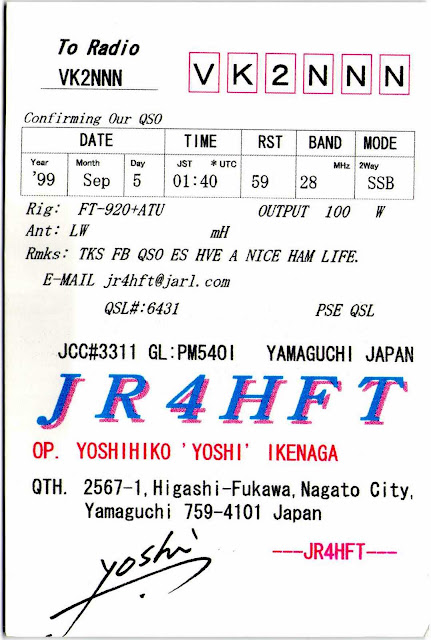 To Radio
VK2NNN
VK2NNN
Confirming Our QSO
DATE TIME RST BAND MODE
Year Month Day JST *UTC MHz 2Way
'99 Sep 5 01:40 59 28 SSB
Rig: FT-920+ATU OUTPUT 100 W
Ant: LW mH
Rmks: TKS FB QSO ES HVE A NICE HAM LIFE.
E-MAIL jr4hft@jarl.com
QSL#:6431 PSE QSL
JCC#3311 GL:PM54OI YAMAGUCHI JAPAN
JR4HFT
OP. YOSHIHIKO 'YOSHI' IKENAGA
QTH. 2567-1, Higashi-Fukawa, Nagato City,
Yamaguchi 759-4101 Japan
yoshi
---JR4HFT---